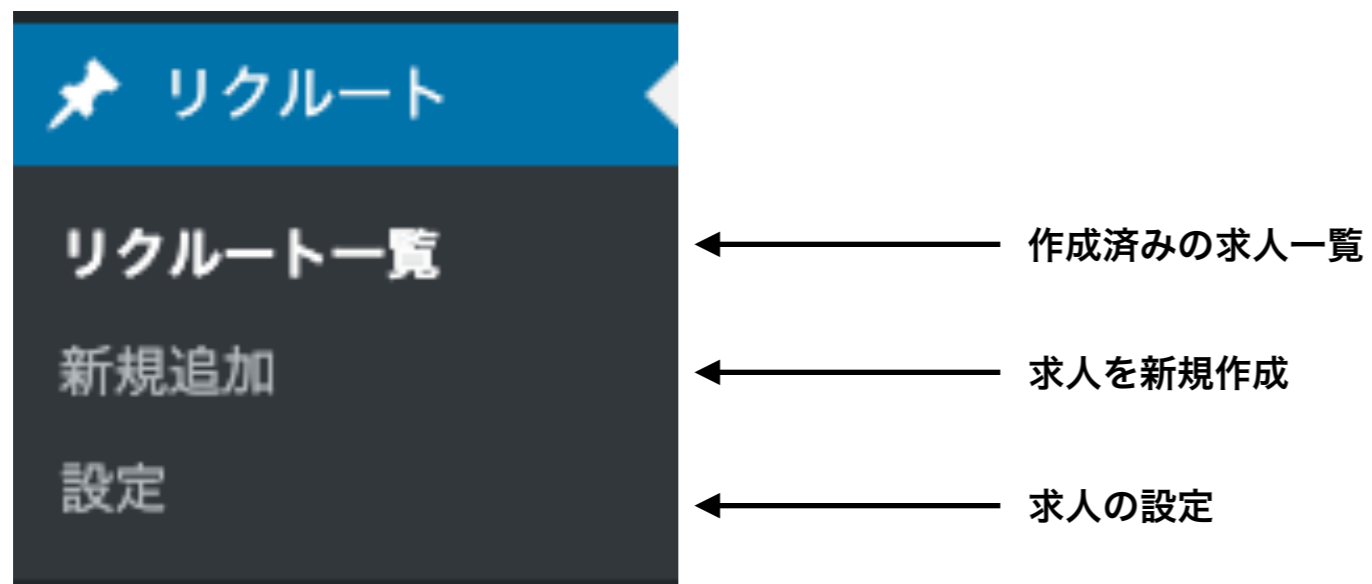 リクルート
リクルート一覧
作成済みの求人一覧
新規追加
求人を新規作成
設定
求人の設定